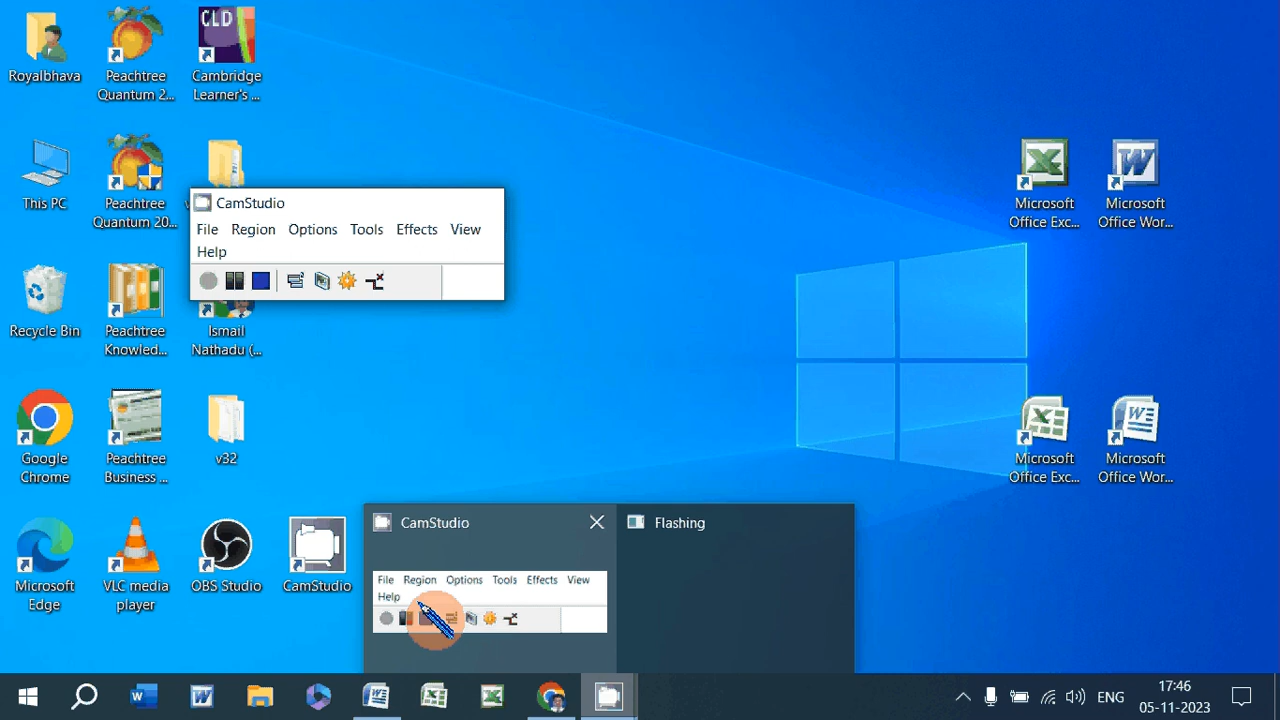 Royalbhava
Peachtree
Quantum 2...
CLD
Cambridge
Learner's ...
This PC
Peachtree
Quantum 20...
Microsoft
Office Exc...
Microsoft
Office Wor...
CamStudio
File Region Options Tools Effects View
Help
Recycle Bin
Peachtree
Knowled...
Ismail
Nathadu (...
Google
Chrome
Peachtree
Business ...
v32
Microsoft
Office Exc...
Microsoft
Office Wor...
Microsoft
Edge
VLC media
player
OBS Studio
CamStudio
CamStudio
Flashing
File Region Options Tools Effects View
Help
ENG
17:46
05-11-2023